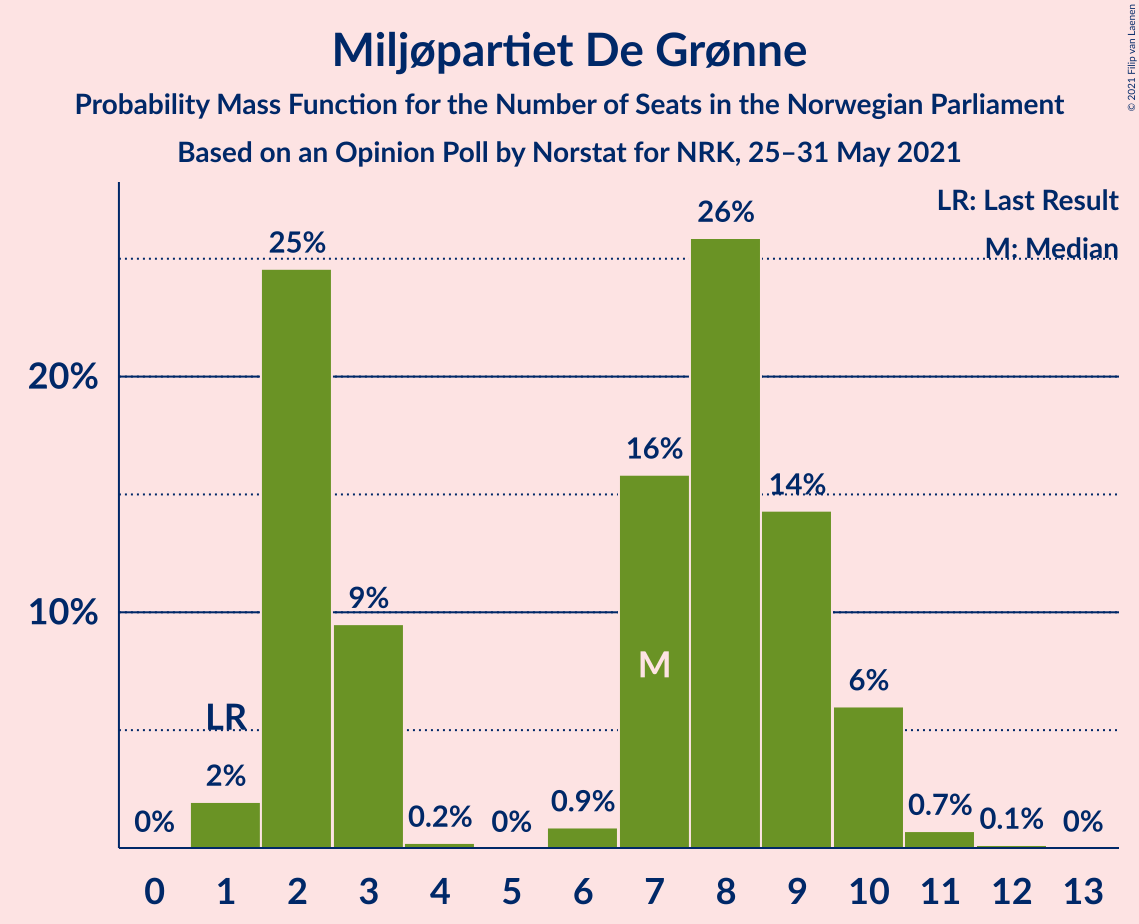 Miljøpartiet De Grønne
Probability Mass Function for the Number of Seats in the Norwegian Parliament
Based on an Opinion Poll by Norstat for NRK, 25–31 May 2021
© 2021 Filip van Laenen
LR: Last Result
M: Median
20%
10%
0%
2%
25%
9%
0.2%
0%
0.9%
16%
26%
14%
6%
0.7%
0.1%
0%
LR
M
0 1 2 3 4 5 6 7 8 9 10 11 12 13